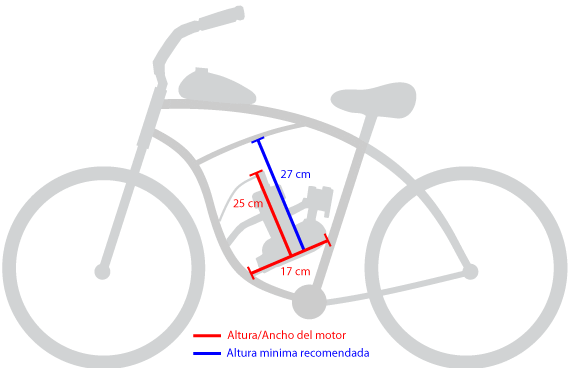 27 cm
25 cm
17 cm
Altura/Ancho del motor
Altura minima recomendada